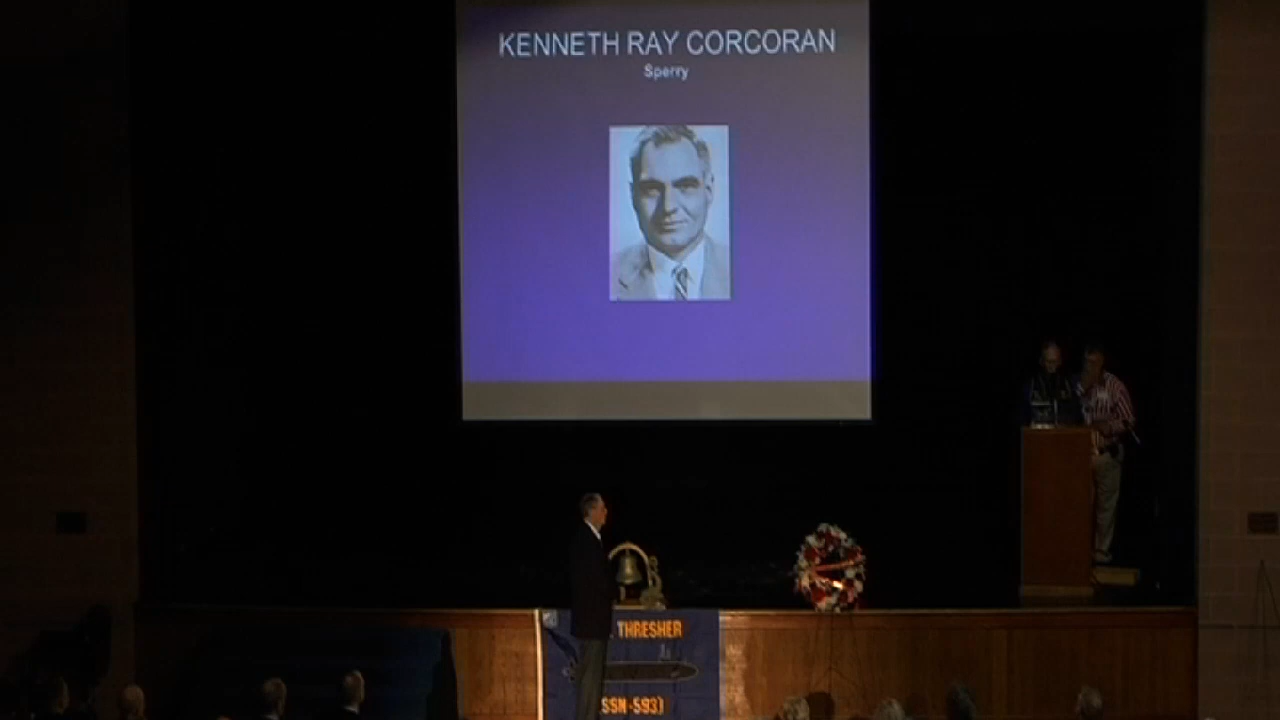 KENNETH RAY CORCORAN
Sperry
THRESHER
SSN-593)